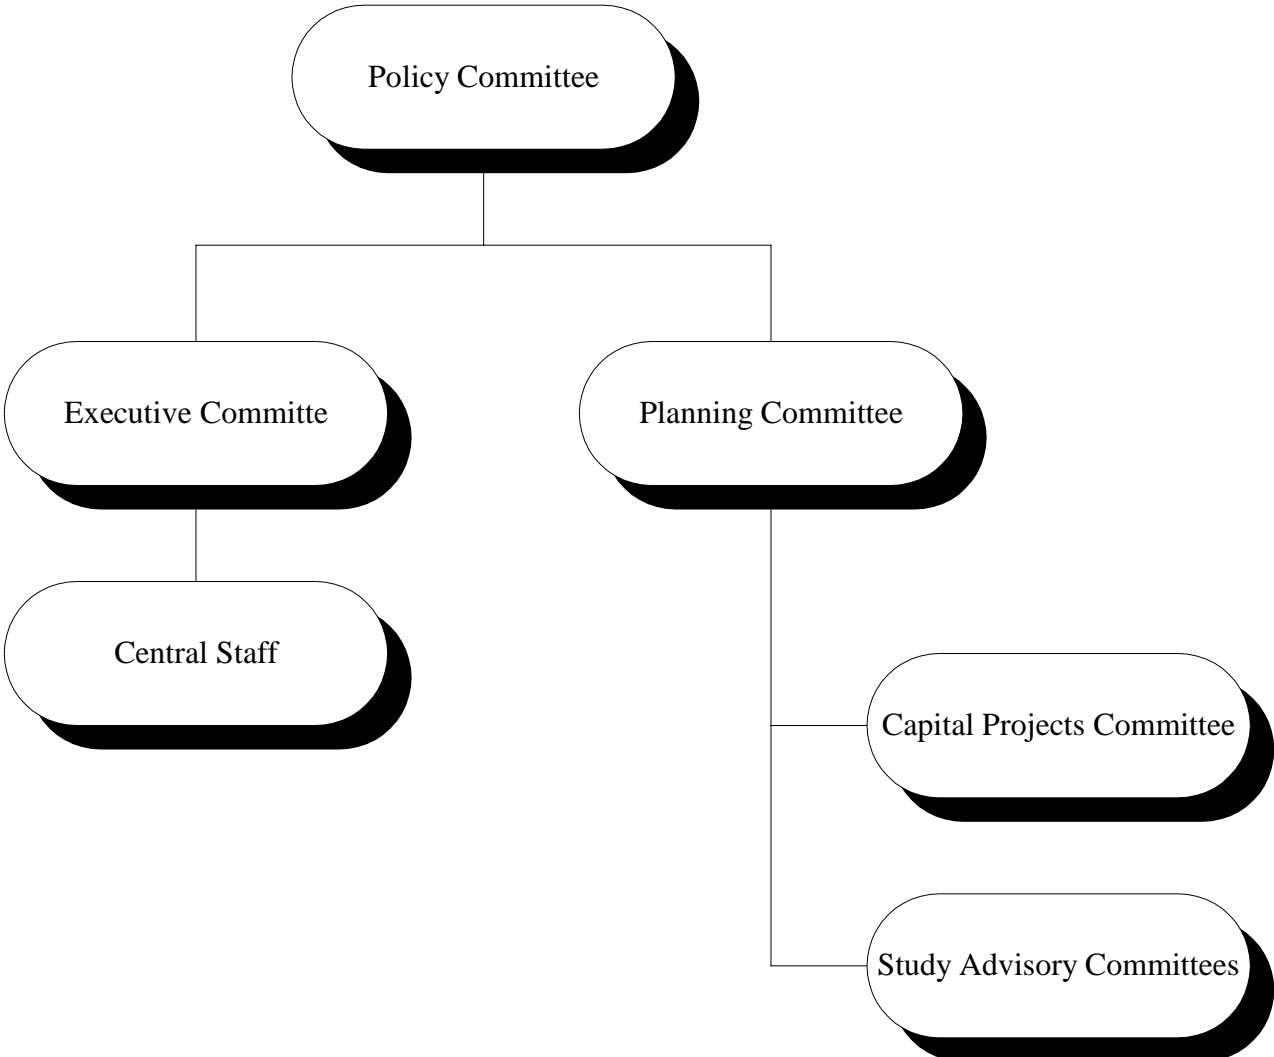 Policy Committee
Executive Committe
Planning Committee
Central Staff
Capital Projects Committee
Study Advisory Committees